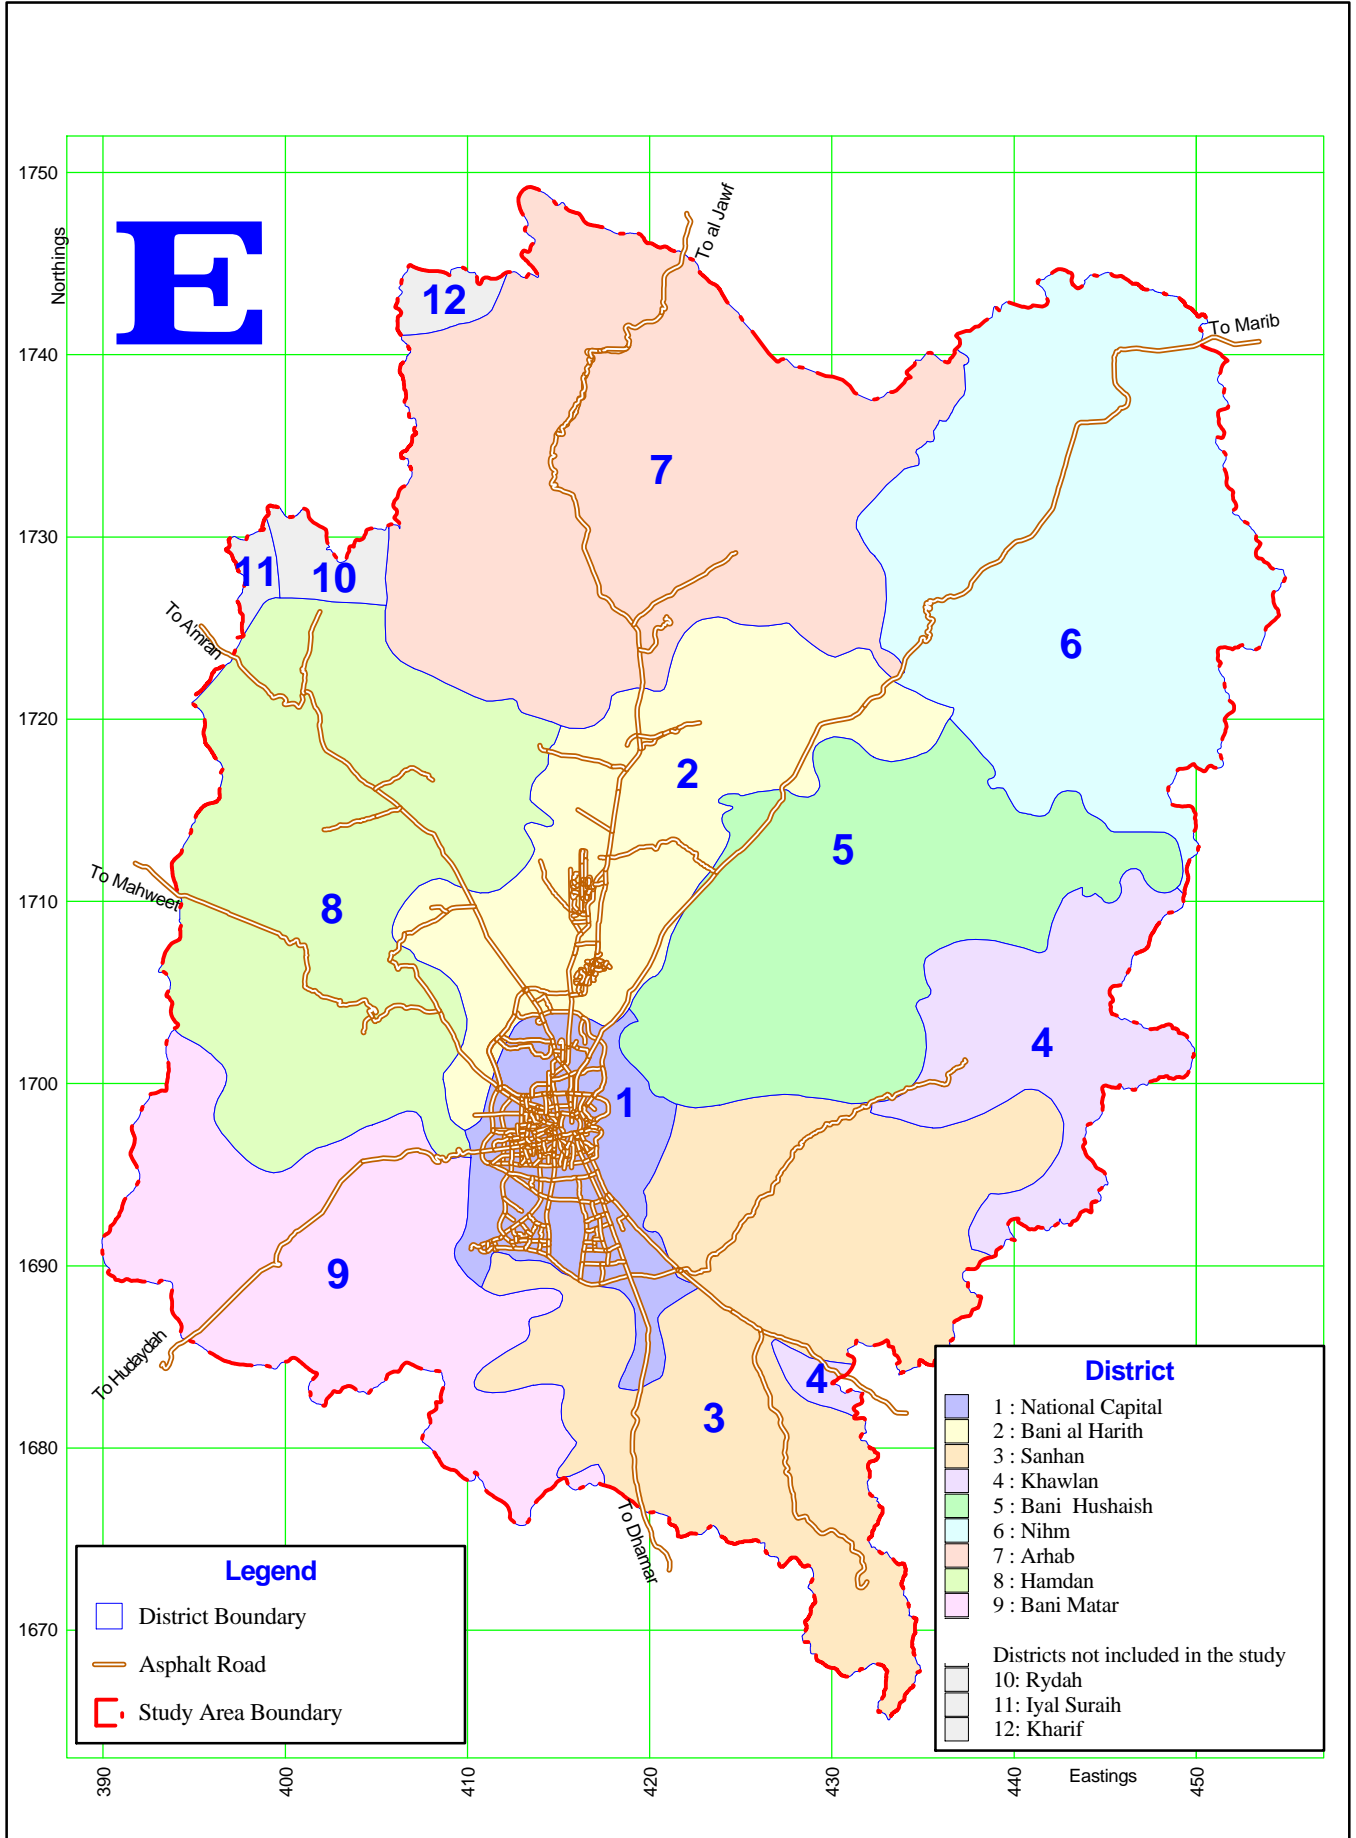 1750
To al Jawf
E
Northings
12
To Marib
1740
7
1730
11
10
To A'mran
6
1720
2
5
To Mahweet
1710
8
4
1700
1
1690
9
To Hudaydah
4
3
1680
To Dhamar
1670
District
1 : National Capital
2 : Bani al Harith
3 : Sanhan
4 : Khawlan
5 : Bani Hushaish
6 : Nihm
7 : Arhab
8 : Hamdan
9 : Bani Matar
Districts not included in the study
10: Rydah
11: Iyal Suraih
12: Kharif
Legend
District Boundary
Asphalt Road
Study Area Boundary
390
400
410
420
430
440
Eastings
450